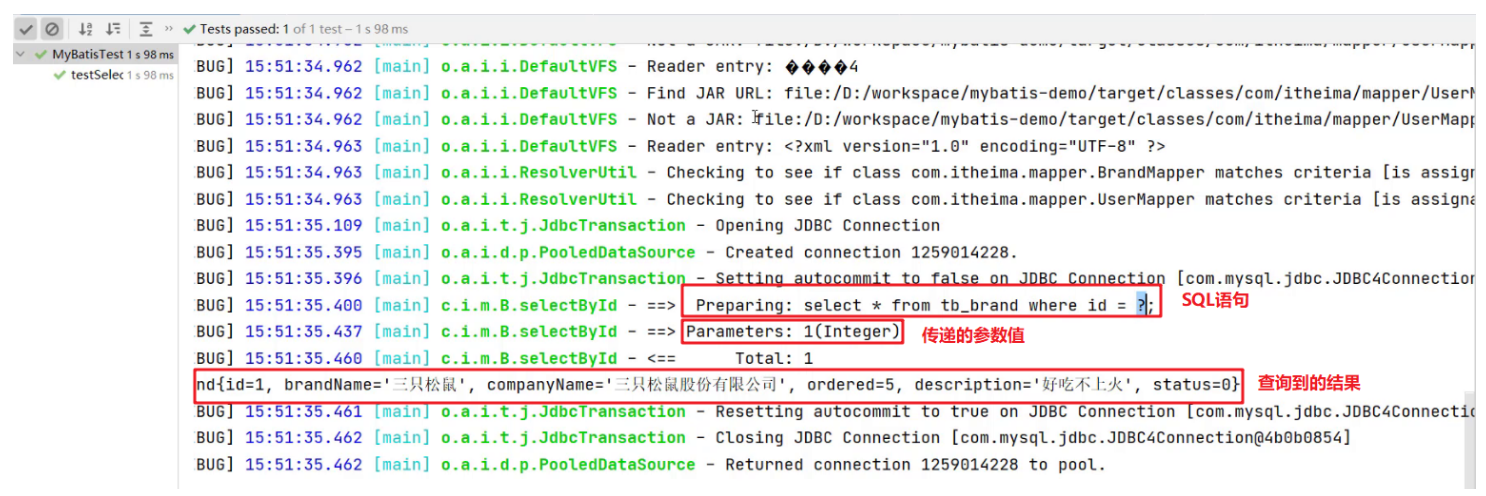 Tests passed: 1 of 1 test – 1 s 98 ms
MyBatisTest 1 s 98 ms
testSelec 1 s 98 ms
BUG] 15:51:34.962 [main] o.a.i.i.DefaultVFS - Reader entry: ����4
BUG] 15:51:34.962 [main] o.a.i.i.DefaultVFS - Find JAR URL: file:/D:/workspace/mybatis-demo/target/classes/com/itheima/mapper/UserM
BUG] 15:51:34.962 [main] o.a.i.i.DefaultVFS - Not a JAR: file:/D:/workspace/mybatis-demo/target/classes/com/itheima/mapper/UserMapp
BUG] 15:51:34.963 [main] o.a.i.i.DefaultVFS - Reader entry: <?xml version="1.0" encoding="UTF-8" ?>
BUG] 15:51:34.963 [main] o.a.i.i.ResolverUtil - Checking to see if class com.itheima.mapper.BrandMapper matches criteria [is assign
BUG] 15:51:34.963 [main] o.a.i.i.ResolverUtil - Checking to see if class com.itheima.mapper.UserMapper matches criteria [is assigna
BUG] 15:51:35.109 [main] o.a.i.t.j.JdbcTransaction - Opening JDBC Connection
BUG] 15:51:35.395 [main] o.a.i.d.p.PooledDataSource - Created connection 1259014228.
BUG] 15:51:35.396 [main] o.a.i.t.j.JdbcTransaction - Setting autocommit to false on JDBC Connection [com.mysql.jdbc.JDBC4Connection
BUG] 15:51:35.400 [main] c.i.m.B.selectById - ==>  Preparing: select * from tb_brand where id = ?; SQL语句
BUG] 15:51:35.437 [main] c.i.m.B.selectById - ==> Parameters: 1(Integer) 传递的参数值
BUG] 15:51:35.460 [main] c.i.m.B.selectById - <==      Total: 1
nd{id=1, brandName='三只松鼠', companyName='三只松鼠股份有限公司', ordered=5, description='好吃不上火', status=0} 查询到的结果
BUG] 15:51:35.461 [main] o.a.i.t.j.JdbcTransaction - Resetting autocommit to true on JDBC Connection [com.mysql.jdbc.JDBC4Connectio
BUG] 15:51:35.462 [main] o.a.i.t.j.JdbcTransaction - Closing JDBC Connection [com.mysql.jdbc.JDBC4Connection@4b0b0854]
BUG] 15:51:35.462 [main] o.a.i.d.p.PooledDataSource - Returned connection 1259014228 to pool.